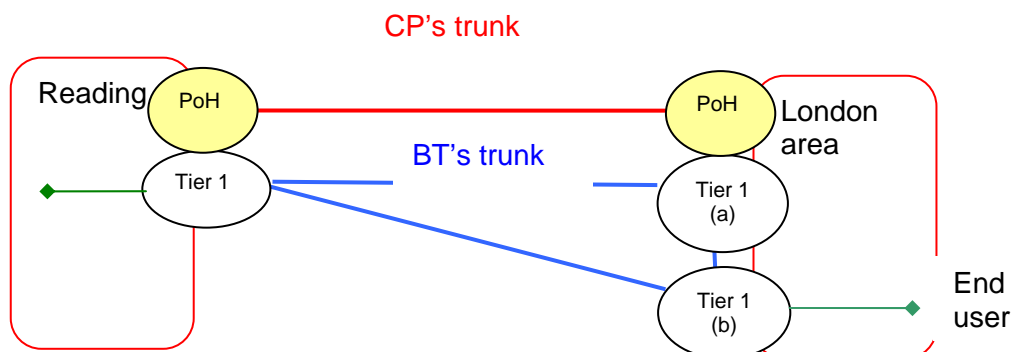 CP's trunk
Reading
PoH
PoH
London
area
BT's trunk
Tier 1
Tier 1
(a)
Tier 1
(b)
End
user